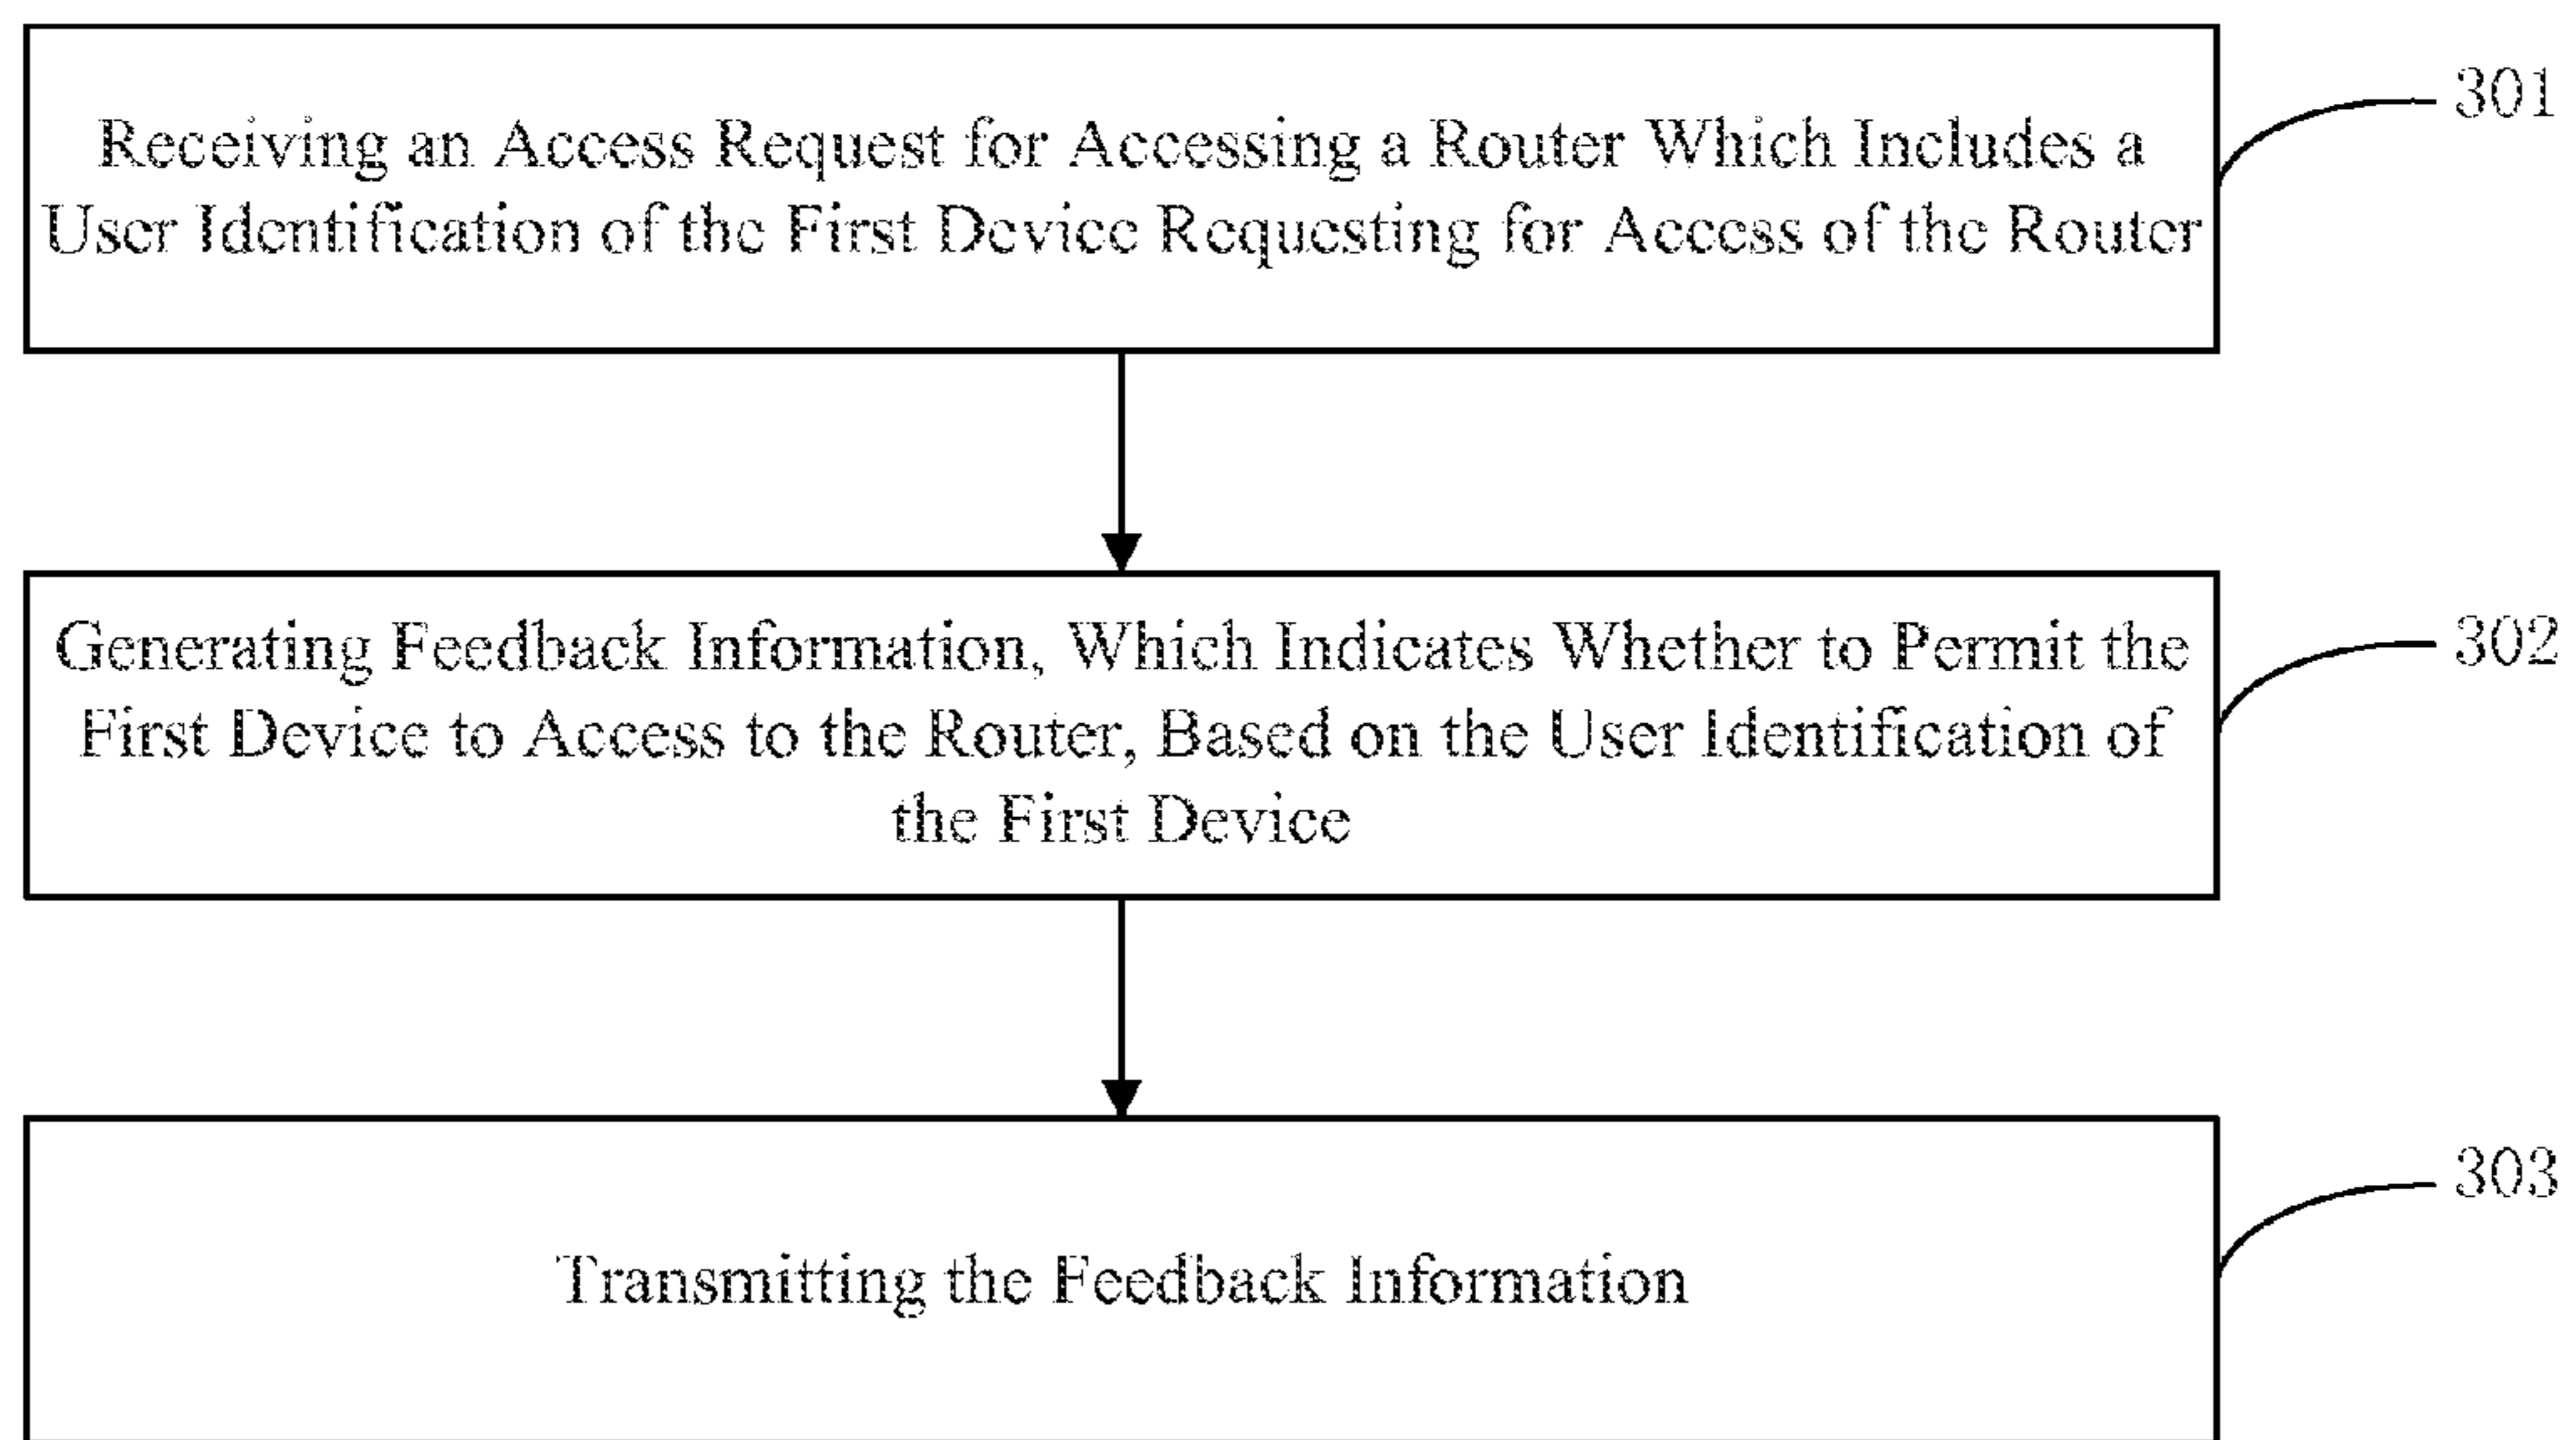 Receiving an Access Request for Accessing a Router Which Includes a
User Identification of the First Device Requesting for Access of the Router
301
Generating Feedback Information, Which Indicates Whether to Permit the
First Device to Access to the Router, Based on the User Identification of
the First Device
302
Transmitting the Feedback Information
303